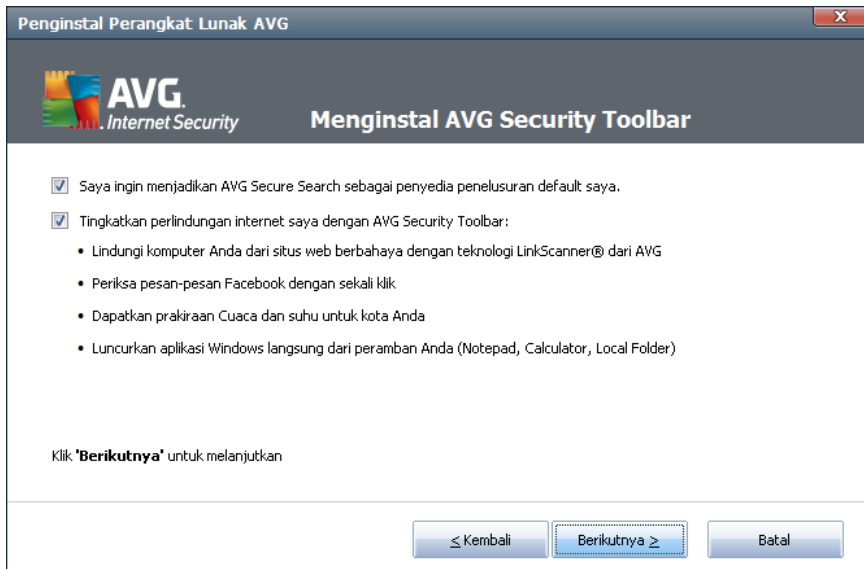 Penginstal Perangkat Lunak AVG
X
AVG.
Internet Security
Menginstal AVG Security Toolbar
Saya ingin menjadikan AVG Secure Search sebagai penyedia penelusuran default saya.
Tingkatkan perlindungan internet saya dengan AVG Security Toolbar:
• Lindungi komputer Anda dari situs web berbahaya dengan teknologi LinkScanner® dari AVG
• Periksa pesan-pesan Facebook dengan sekali klik
• Dapatkan prakiraan Cuaca dan suhu untuk kota Anda
• Luncurkan aplikasi Windows langsung dari peramban Anda (Notepad, Calculator, Local Folder)
Klik 'Berikutnya' untuk melanjutkan
< Kembali
Berikutnya >
Batal